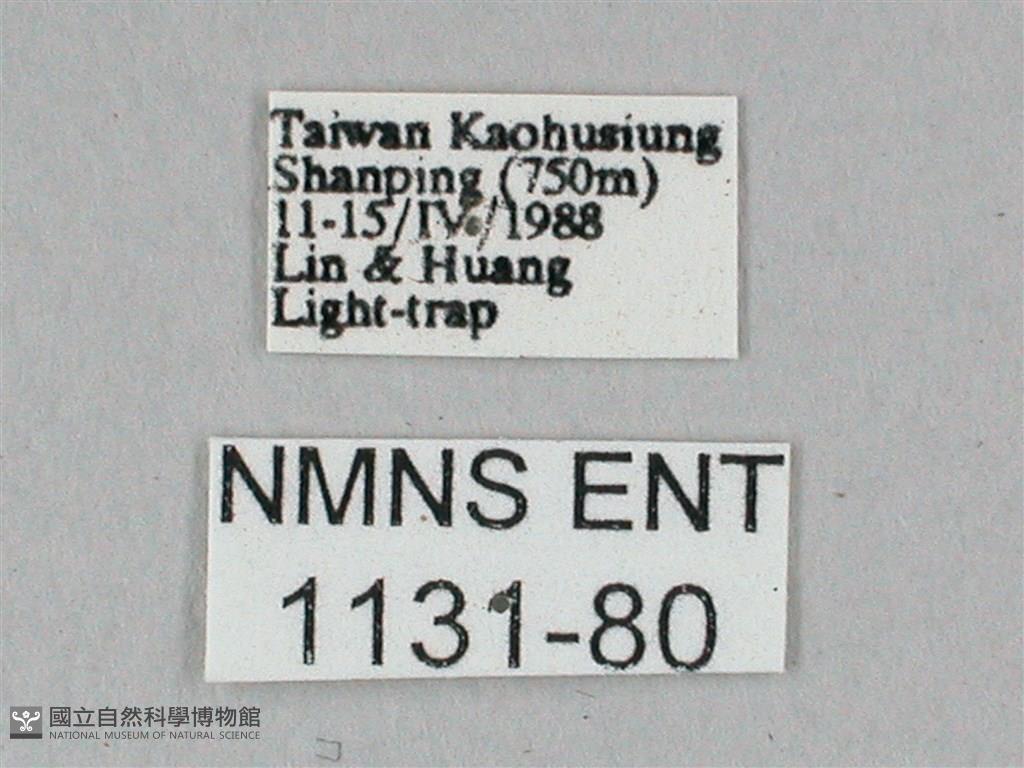 Taiwan Kaohusiung
Shanping (750m)
11-15/IV/1988
Lin & Huang
Light-trap
NMNS ENT
1131-80
國立自然科學博物館
NATIONAL MUSEUM OF NATURAL SCIENCE